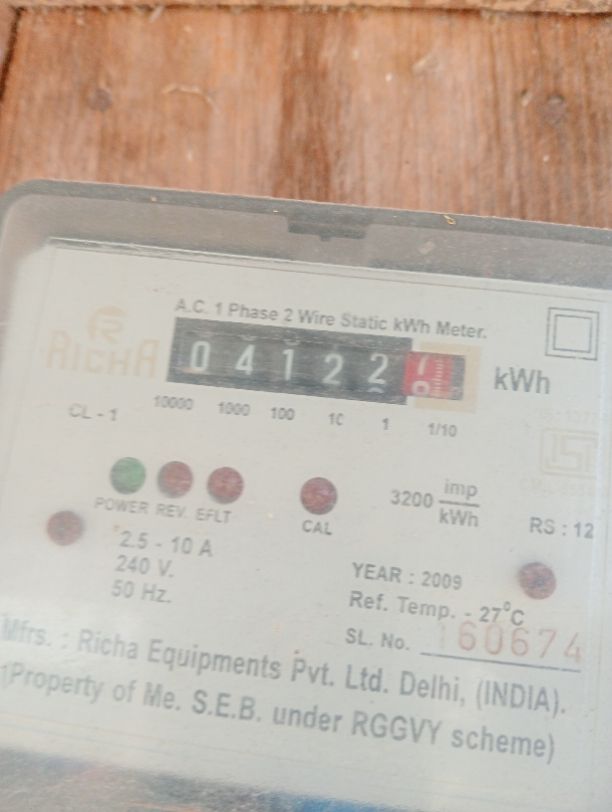 A.C. 1 Phase 2 Wire Static kWh Meter.
RICHA
0 4 1 2 2 kWh
CL - 1
10000 1000 100 10 1 1/10
POWER REV. EFLT CAL
3200 imp/kWh
RS : 12
2.5 - 10 A
240 V.
50 Hz.
YEAR : 2009
Ref. Temp. - 27°C
SL. No. 160674
Mfrs. : Richa Equipments Pvt. Ltd. Delhi, (INDIA).
(Property of Me. S.E.B. under RGGVY scheme)